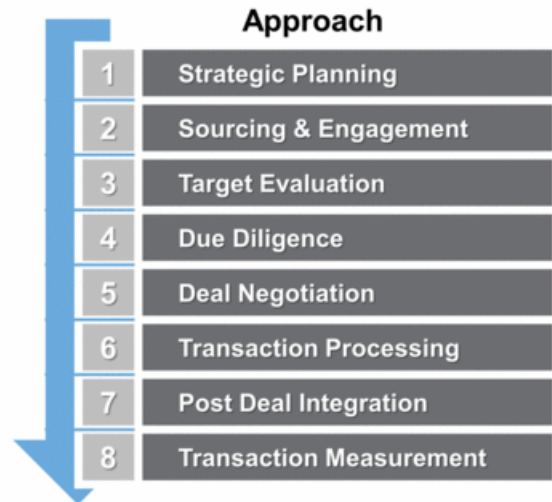 Approach
1 Strategic Planning
2 Sourcing & Engagement
3 Target Evaluation
4 Due Diligence
5 Deal Negotiation
6 Transaction Processing
7 Post Deal Integration
8 Transaction Measurement